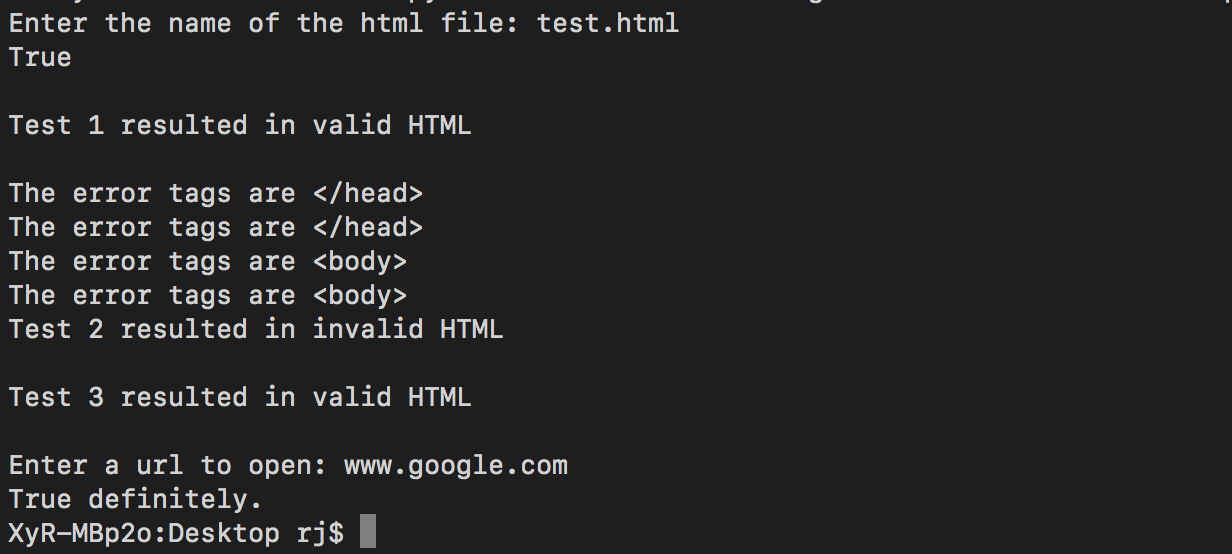 Enter the name of the html file: test.html
True
Test 1 resulted in valid HTML
The error tags are </head>
The error tags are </head>
The error tags are <body>
The error tags are <body>
Test 2 resulted in invalid HTML
Test 3 resulted in valid HTML
Enter a url to open: www.google.com
True definitely.
XyR-MBp2o:Desktop rj$